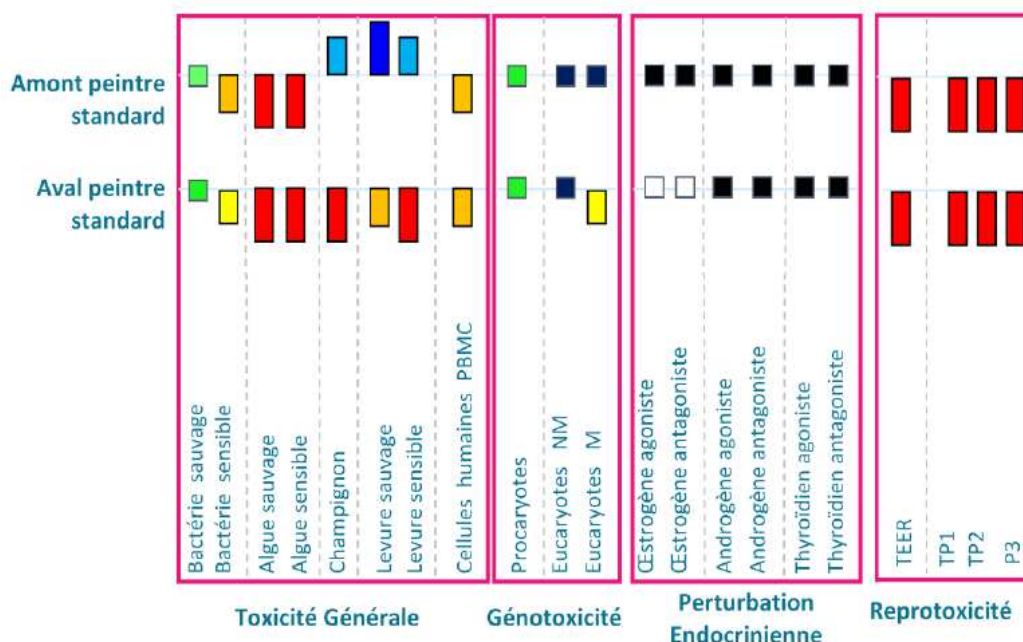 Amont peintre
standard
Aval peintre
standard
Bactérie sauvage
Bactérie sensible
Algue sauvage
Algue sensible
Champignon
Levure sauvage
Levure sensible
Cellules humaines PBMC
Procaryotes
Eucaryotes NM
Eucaryotes M
Œstrogène agoniste
Œstrogène antagoniste
Androgène agoniste
Androgène antagoniste
Thyroïdien agoniste
Thyroïdien antagoniste
TEER
TP1
TP2
P3
Toxicité Générale
Génotoxicité
Perturbation
Endocrinienne
Reprotoxicité